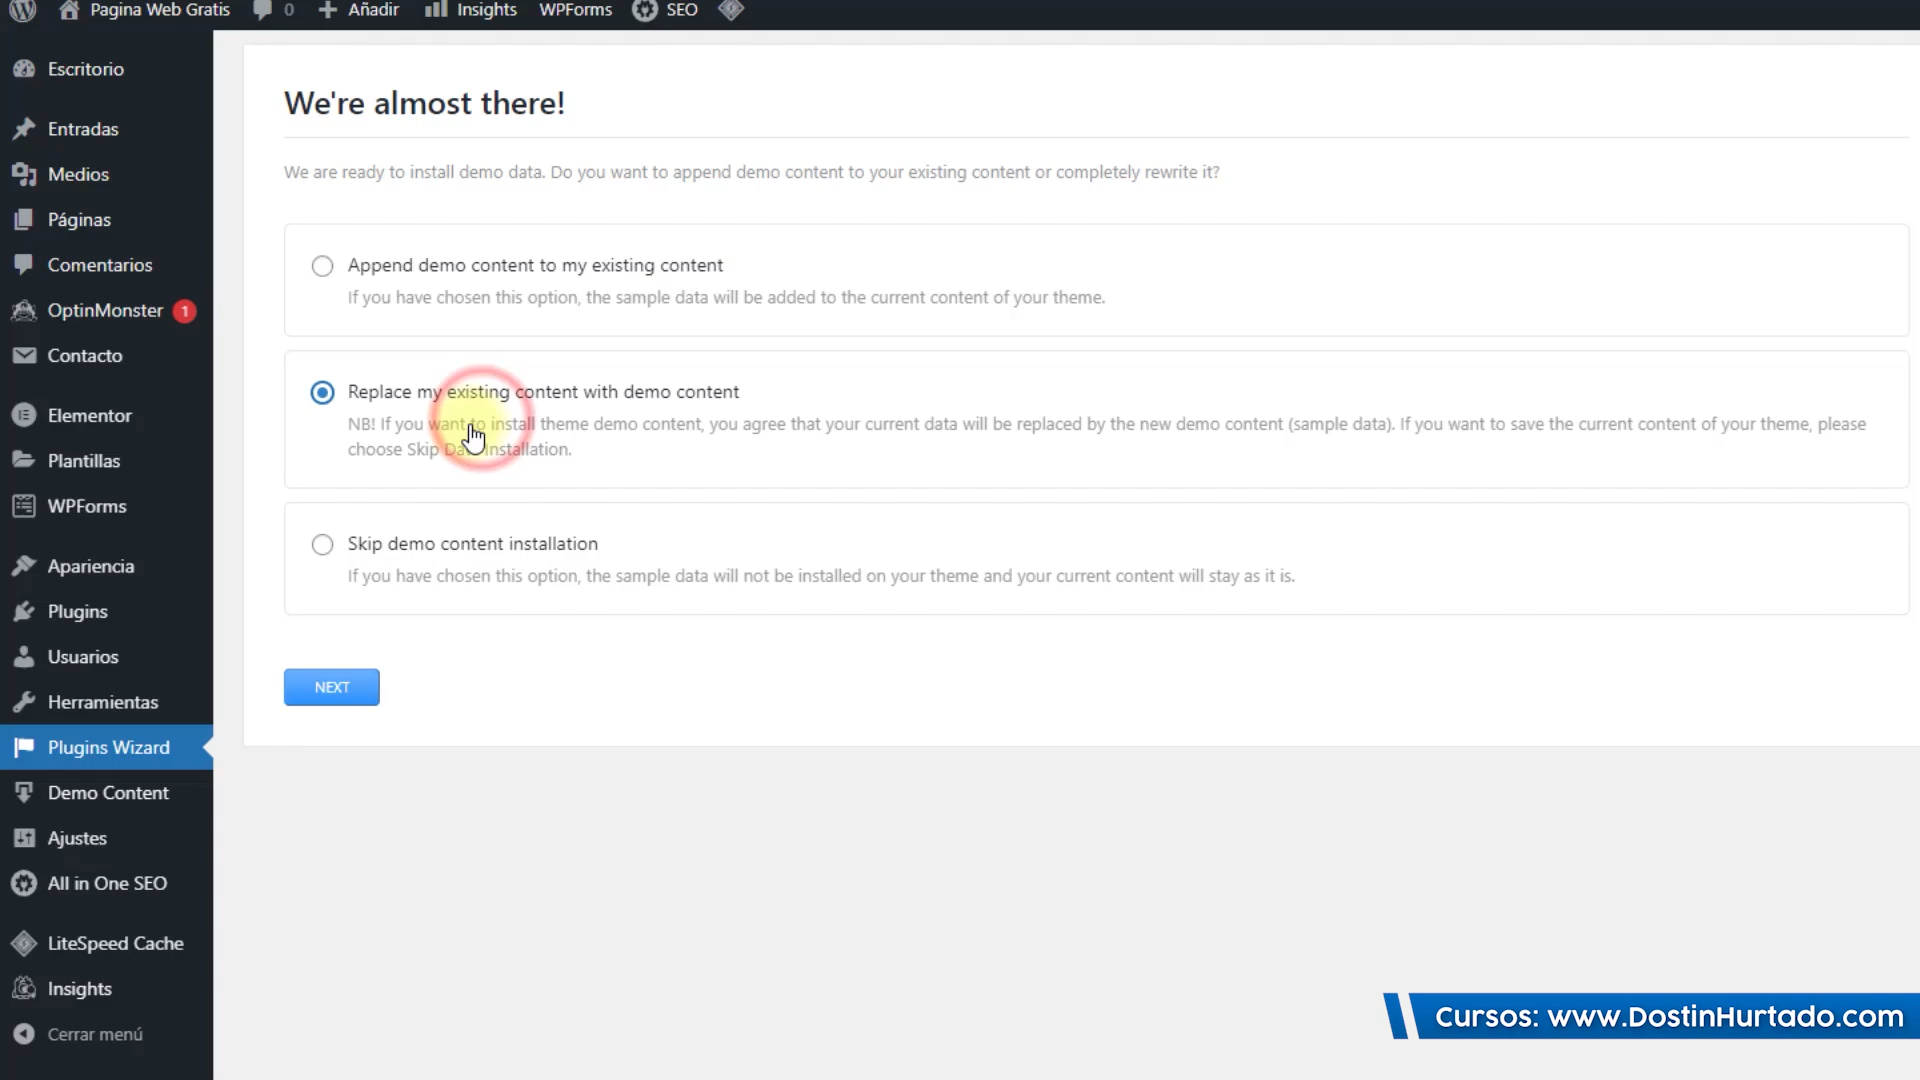 Pagina Web Gratis 0 Añadir Insights WPForms SEO
Escritorio
Entradas
Medios
Páginas
Comentarios
OptinMonster 1
Contacto
Elementor
Plantillas
WPForms
Apariencia
Plugins
Usuarios
Herramientas
Plugins Wizard
Demo Content
Ajustes
All in One SEO
LiteSpeed Cache
Insights
Cerrar menú
We're almost there!
We are ready to install demo data. Do you want to append demo content to your existing content or completely rewrite it?
Append demo content to my existing content
If you have chosen this option, the sample data will be added to the current content of your theme.
Replace my existing content with demo content
NB! If you want to install theme demo content, you agree that your current data will be replaced by the new demo content (sample data). If you want to save the current content of your theme, please
choose Skip Data Installation.
Skip demo content installation
If you have chosen this option, the sample data will not be installed on your theme and your current content will stay as it is.
NEXT
Cursos: www.DostinHurtado.com